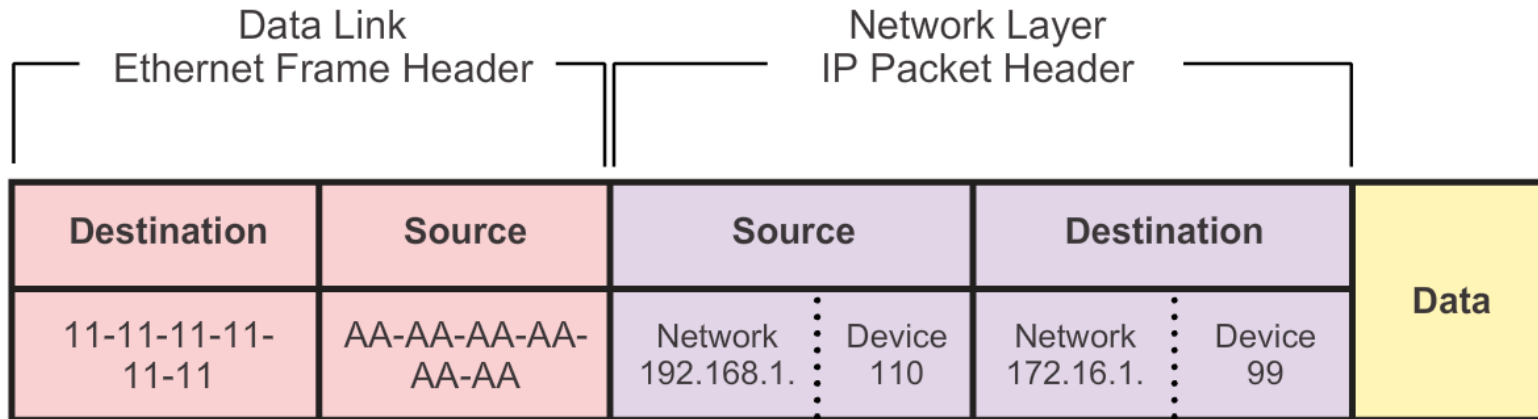 Data Link
Ethernet Frame Header
Network Layer
IP Packet Header
Destination
Source
Source
Destination
Data
11-11-11-11-
11-11
AA-AA-AA-AA-
AA-AA
Network
192.168.1.
Device
110
Network
172.16.1.
Device
99